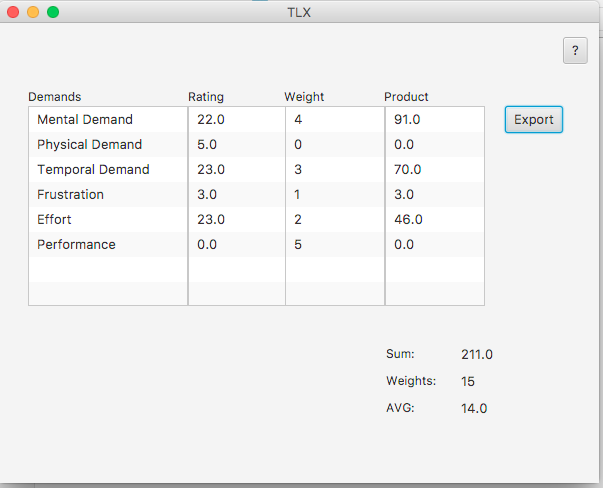 TLX
?
Demands Rating Weight Product
Mental Demand 22.0 4 91.0
Export
Physical Demand 5.0 0 0.0
Temporal Demand 23.0 3 70.0
Frustration 3.0 1 3.0
Effort 23.0 2 46.0
Performance 0.0 5 0.0
Sum: 211.0
Weights: 15
AVG: 14.0